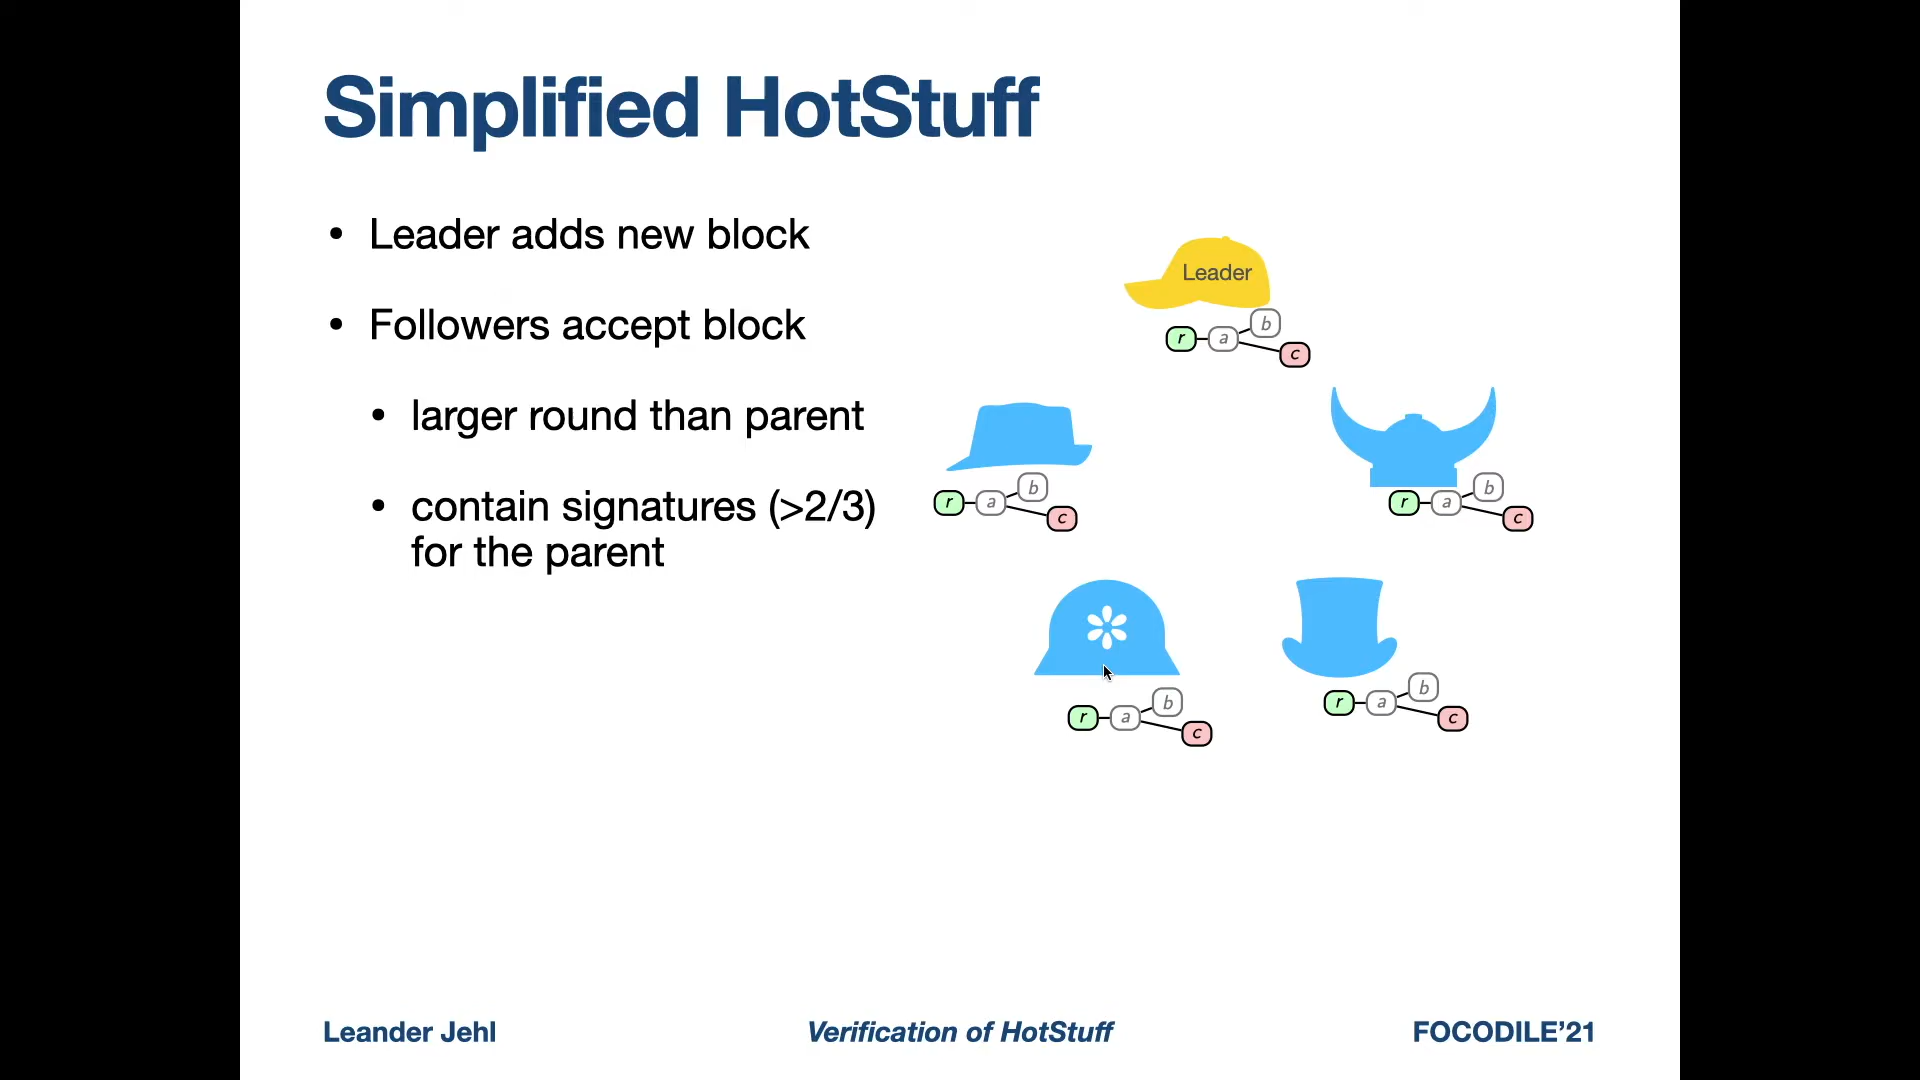 Simplified HotStuff
• Leader adds new block
• Followers accept block
• larger round than parent
• contain signatures (>2/3)
for the parent
Leader
r a b c
r a b c
r a b c
r a b c
r a b c
Leander Jehl
Verification of HotStuff
FOCODILE’21